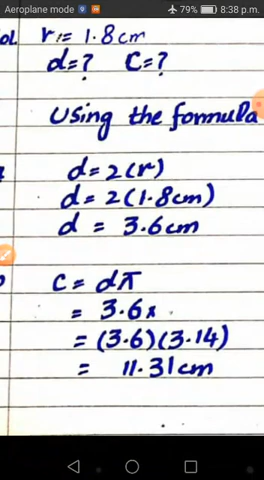 Aeroplane mode 9 79% 8:38 p.m.
r = 1.8cm
d=? C=?
Using the formula
d=2(r)
d=2(1.8cm)
d = 3.6cm
C = dπ
= 3.6x
=(3.6)(3.14)
= 11.31cm